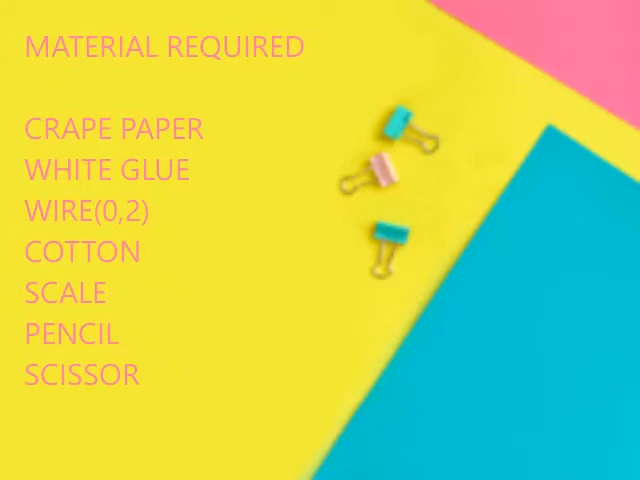 MATERIAL REQUIRED
CRAPE PAPER
WHITE GLUE
WIRE(0,2)
COTTON
SCALE
PENCIL
SCISSOR